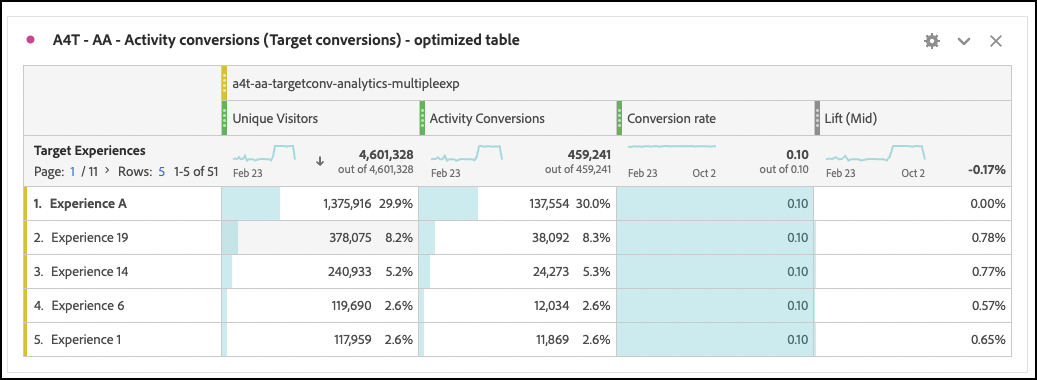 A4T - AA - Activity conversions (Target conversions) - optimized table
a4t-aa-targetconv-analytics-multipleexp
Unique Visitors Activity Conversions Conversion rate Lift (Mid)
Target Experiences
Page: 1 / 11 > Rows: 5 1-5 of 51
Feb 23 ↓ 4,601,328 out of 4,601,328
Feb 23 459,241 out of 459,241
Feb 23 Oct 2 0.10 out of 0.10
Feb 23 Oct 2 -0.17%
1. Experience A 1,375,916 29.9% 137,554 30.0% 0.10 0.00%
2. Experience 19 378,075 8.2% 38,092 8.3% 0.10 0.78%
3. Experience 14 240,933 5.2% 24,273 5.3% 0.10 0.77%
4. Experience 6 119,690 2.6% 12,034 2.6% 0.10 0.57%
5. Experience 1 117,959 2.6% 11,869 2.6% 0.10 0.65%